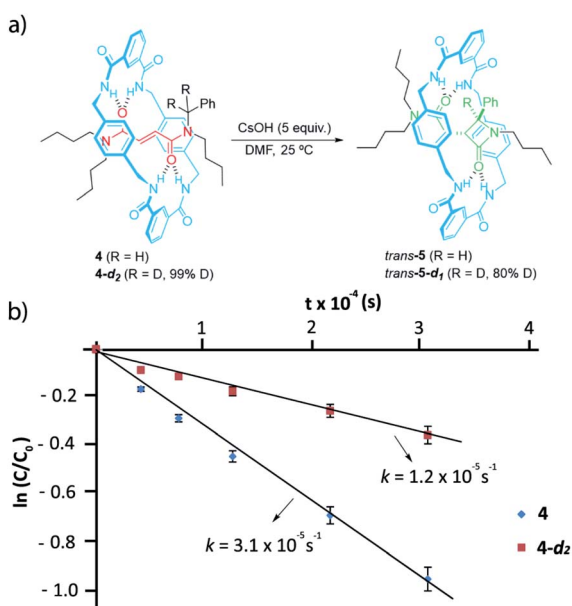 a)
O
O
R
N
H
H
N
R
Ph
O
N
N
O
N
H
H
N
O
O
CsOH (5 equiv.)
DMF, 25 ºC
O
O
N
H
H
N
O
R
Ph
N
N
O
N
H
H
N
O
O
4 (R = H)
4-d2 (R = D, 99% D)
trans-5 (R = H)
trans-5-d1 (R = D, 80% D)
b)
t x 10-4 (s)
1
2
3
4
ln (C/C0)
- 0.2
- 0.4
- 0.6
- 0.8
- 1.0
k = 1.2 x 10-5s-1
k = 3.1 x 10-5s-1
4
4-d2